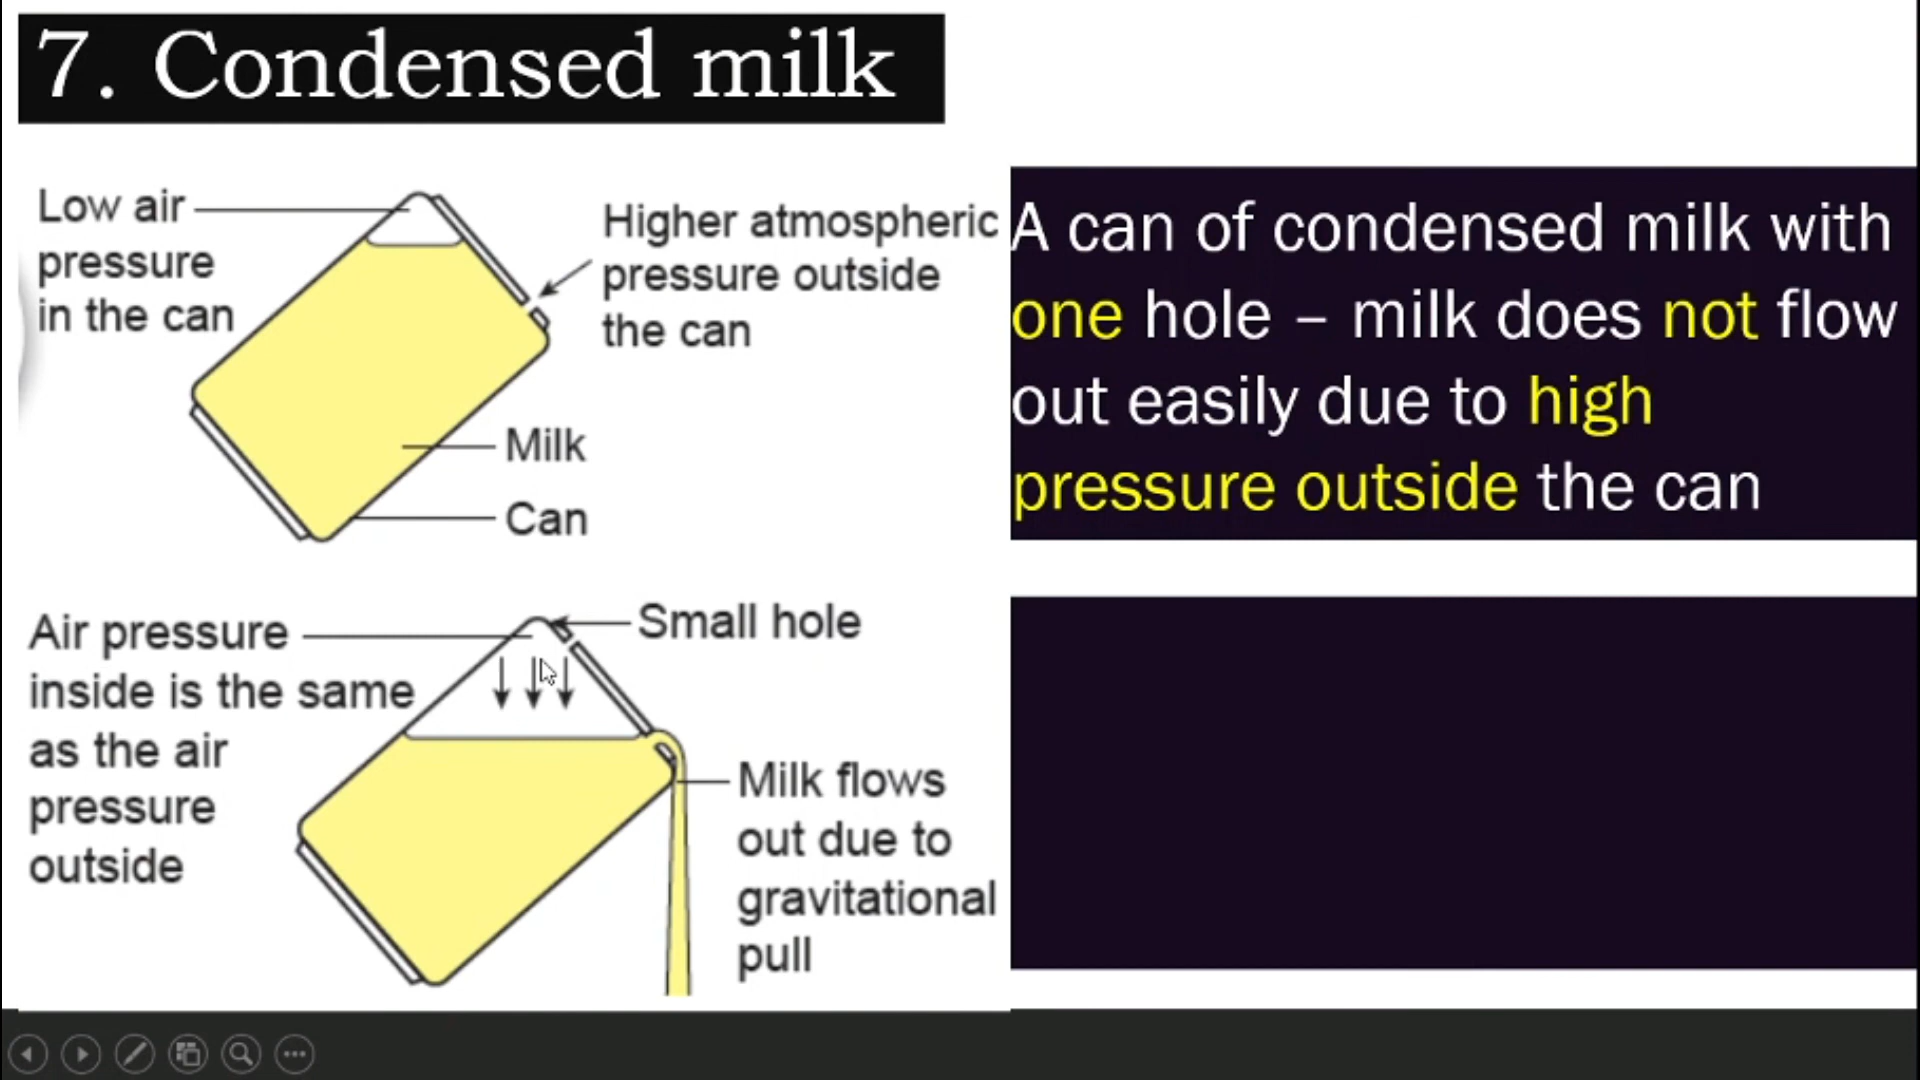 7. Condensed milk
Low air
pressure
in the can
Higher atmospheric
pressure outside
the can
Milk
Can
A can of condensed milk with
one hole – milk does not flow
out easily due to high
pressure outside the can
Air pressure
inside is the same
as the air
pressure
outside
Small hole
Milk flows
out due to
gravitational
pull